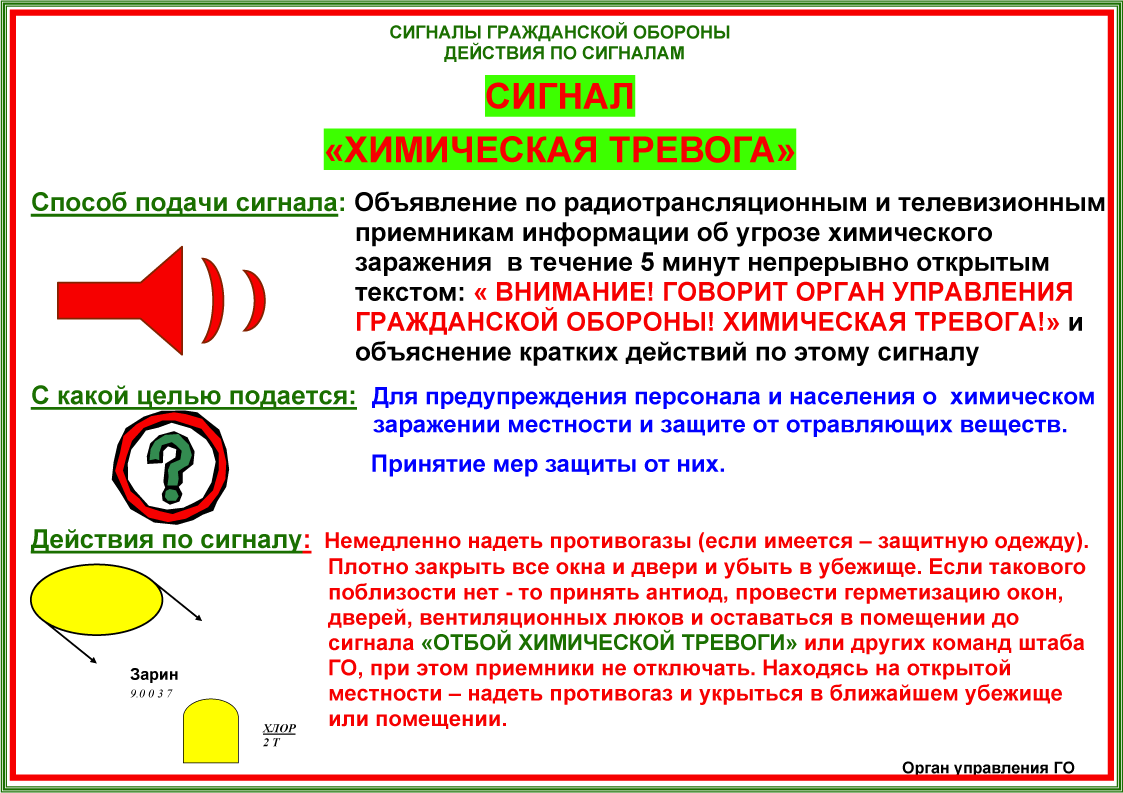 СИГНАЛЫ ГРАЖДАНСКОЙ ОБОРОНЫ
ДЕЙСТВИЯ ПО СИГНАЛАМ
СИГНАЛ
«ХИМИЧЕСКАЯ ТРЕВОГА»
Способ подачи сигнала: Объявление по радиотрансляционным и телевизионным
приемникам информации об угрозе химического
заражения в течение 5 минут непрерывно открытым
текстом: « ВНИМАНИЕ! ГОВОРИТ ОРГАН УПРАВЛЕНИЯ
ГРАЖДАНСКОЙ ОБОРОНЫ! ХИМИЧЕСКАЯ ТРЕВОГА!» и
объяснение кратких действий по этому сигналу
С какой целью подается: Для предупреждения персонала и населения о химическом
заражении местности и защите от отравляющих веществ.
Принятие мер защиты от них.
Действия по сигналу: Немедленно надеть противогазы (если имеется – защитную одежду).
Плотно закрыть все окна и двери и убыть в убежище. Если такового
поблизости нет - то принять антиод, провести герметизацию окон,
дверей, вентиляционных люков и оставаться в помещении до
сигнала «ОТБОЙ ХИМИЧЕСКОЙ ТРЕВОГИ» или других команд штаба
ГО, при этом приемники не отключать. Находясь на открытой
местности – надеть противогаз и укрыться в ближайшем убежище
или помещении.
Зарин
9.0 0 3 7
ХЛОР
2 Т
Орган управления ГО